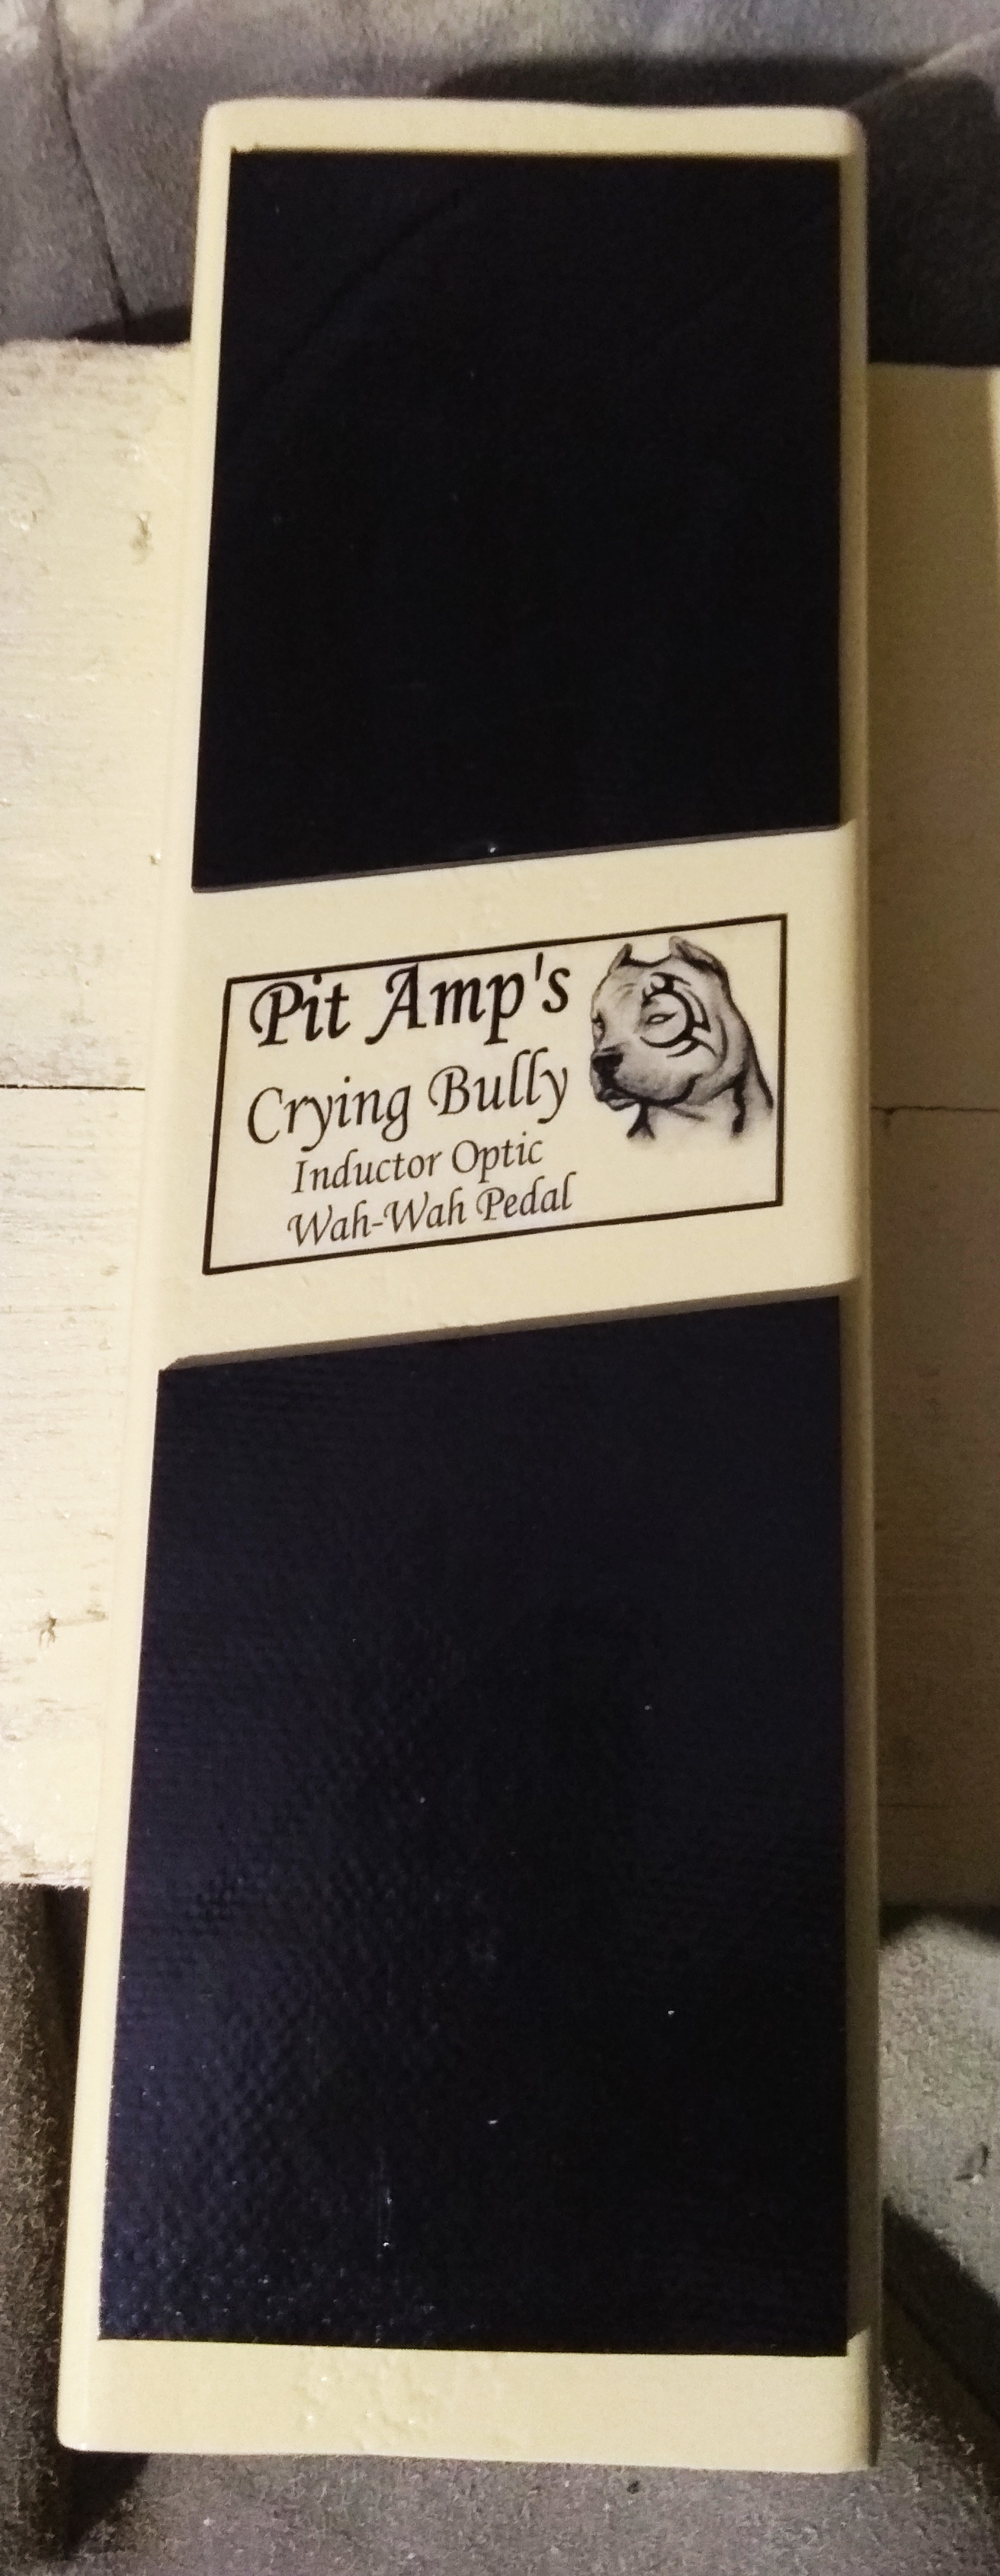 Pit Amp's
Crying Bully
Inductor Optic
Wah-Wah Pedal